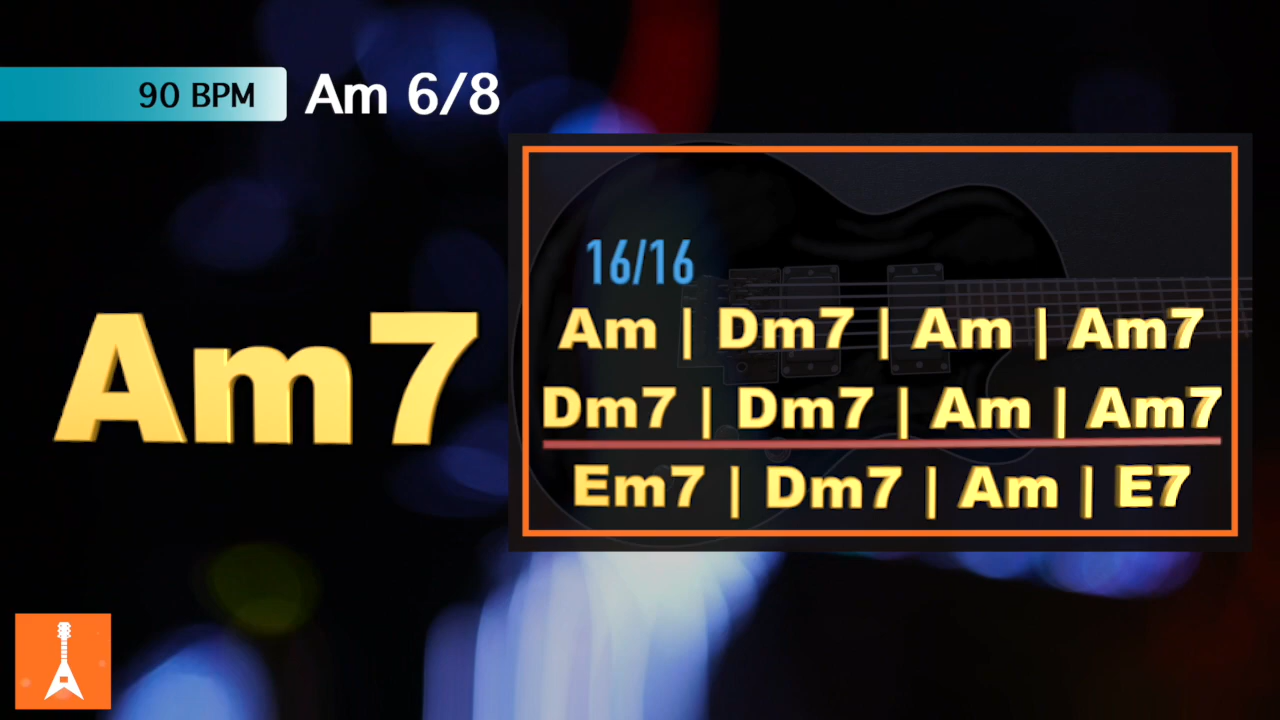 90 BPM Am 6/8
16/16
Am | Dm7 | Am | Am7
Dm7 | Dm7 | Am | Am7
Em7 | Dm7 | Am | E7
Am7